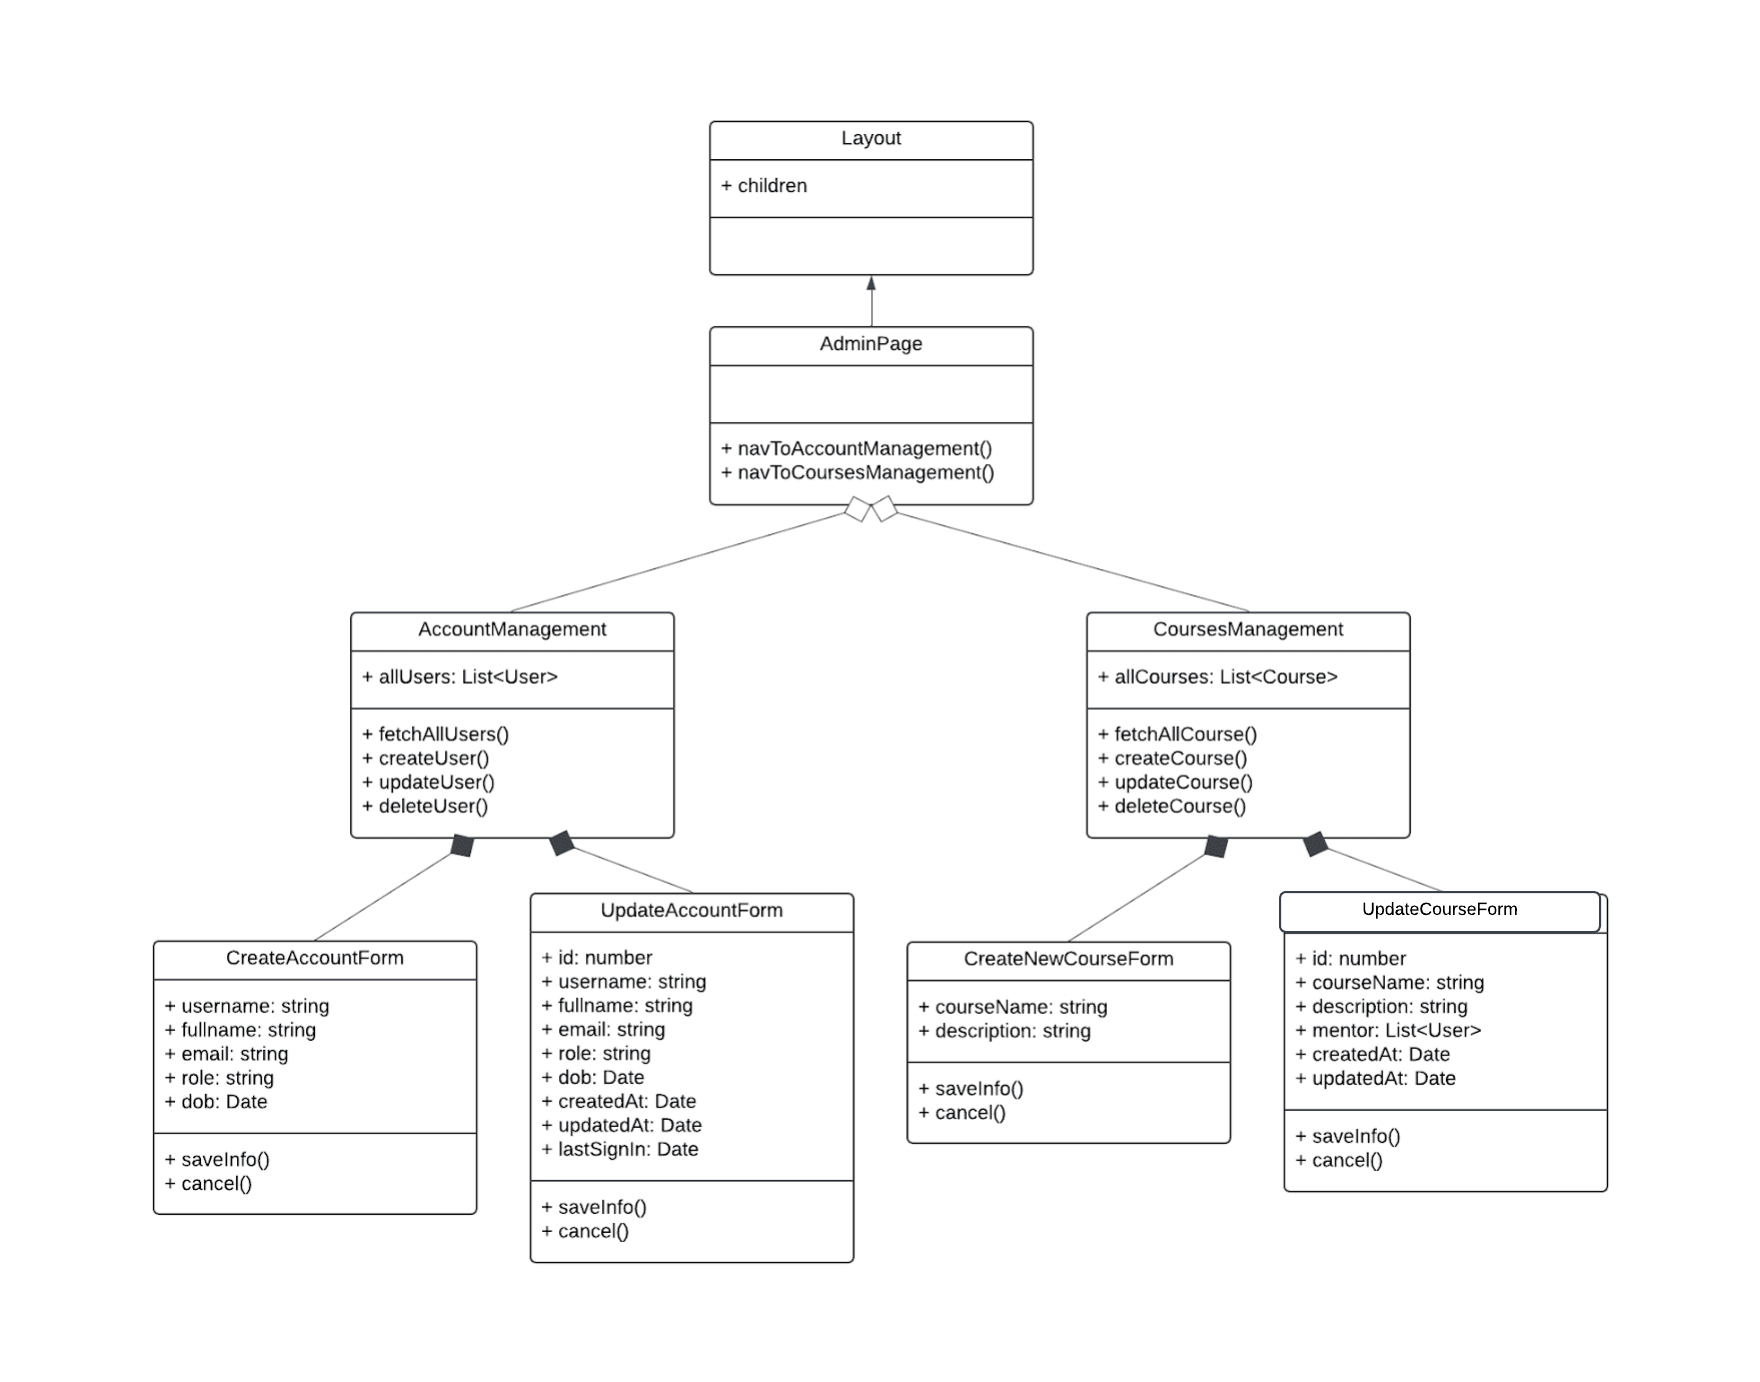 Layout
+ children
AdminPage
+ navToAccountManagement()
+ navToCoursesManagement()
AccountManagement
+ allUsers: List<User>
+ fetchAllUsers()
+ createUser()
+ updateUser()
+ deleteUser()
CoursesManagement
+ allCourses: List<Course>
+ fetchAllCourse()
+ createCourse()
+ updateCourse()
+ deleteCourse()
CreateAccountForm
+ username: string
+ fullname: string
+ email: string
+ role: string
+ dob: Date
+ saveInfo()
+ cancel()
UpdateAccountForm
+ id: number
+ username: string
+ fullname: string
+ email: string
+ role: string
+ dob: Date
+ createdAt: Date
+ updatedAt: Date
+ lastSignIn: Date
+ saveInfo()
+ cancel()
CreateNewCourseForm
+ courseName: string
+ description: string
+ saveInfo()
+ cancel()
UpdateCourseForm
+ id: number
+ courseName: string
+ description: string
+ mentor: List<User>
+ createdAt: Date
+ updatedAt: Date
+ saveInfo()
+ cancel()